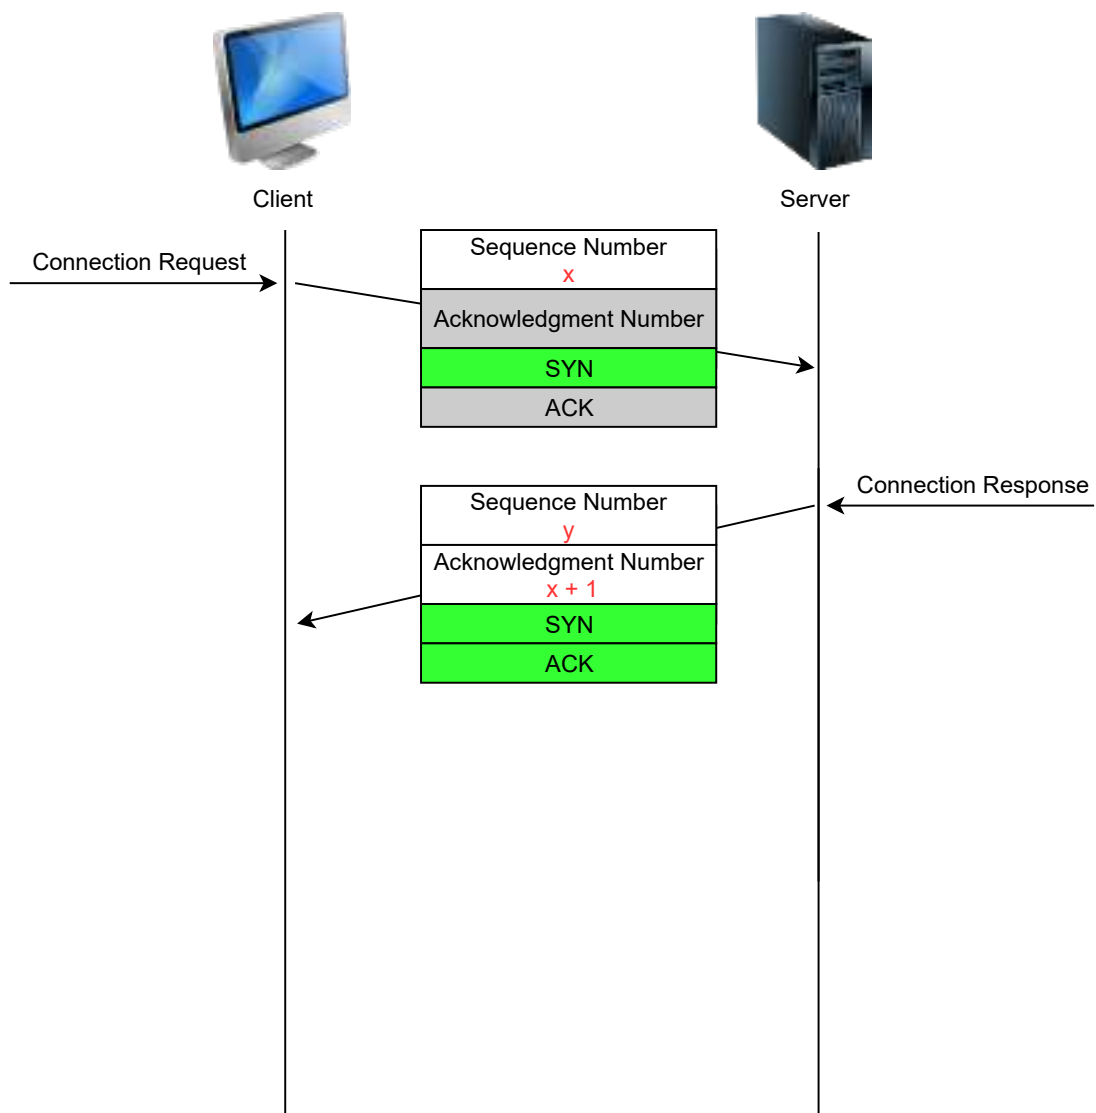 Client
Server
Connection Request
Sequence Number
x
Acknowledgment Number
SYN
ACK
Connection Response
Sequence Number
y
Acknowledgment Number
x + 1
SYN
ACK